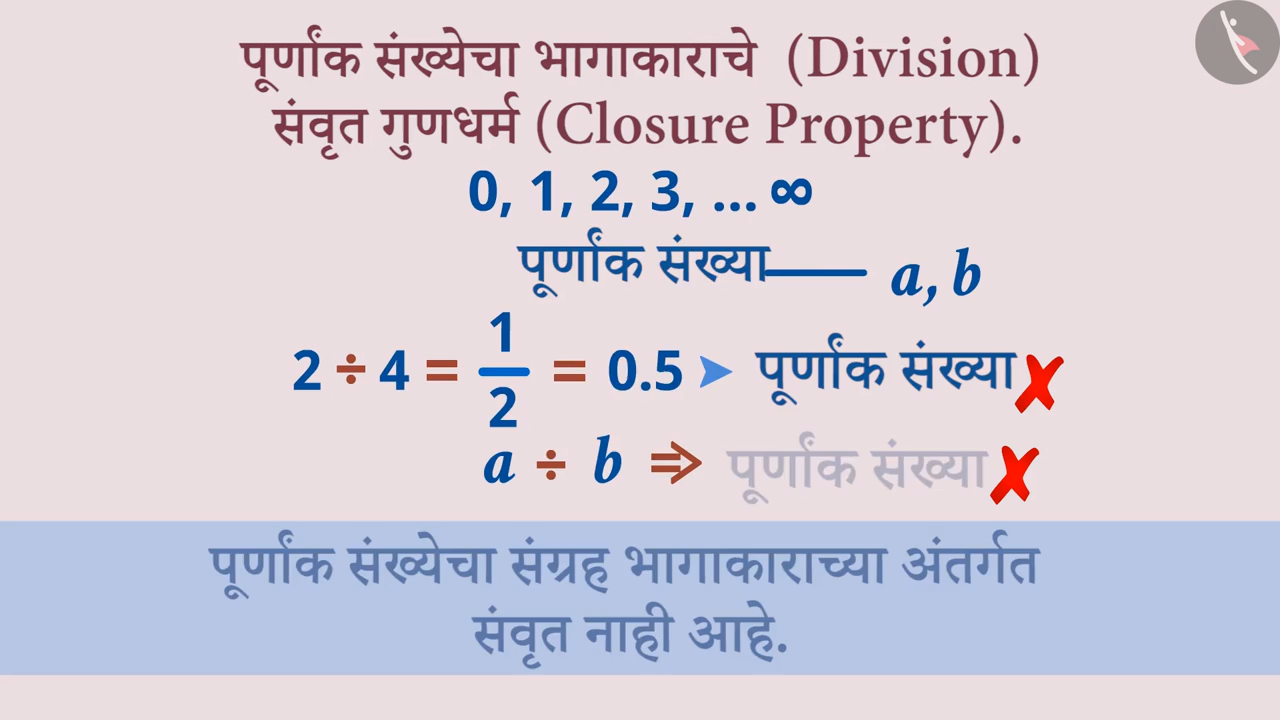 पूर्णांक संख्येचा भागाकाराचे (Division)
संवृत गुणधर्म (Closure Property).
0, 1, 2, 3, ... ∞
पूर्णांक संख्या — a, b
2 ÷ 4 = 1/2 = 0.5 ➤ पूर्णांक संख्या ✗
a ÷ b ⇒ पूर्णांक संख्या ✗
पूर्णांक संख्येचा संग्रह भागाकाराच्या अंतर्गत
संवृत नाही आहे.